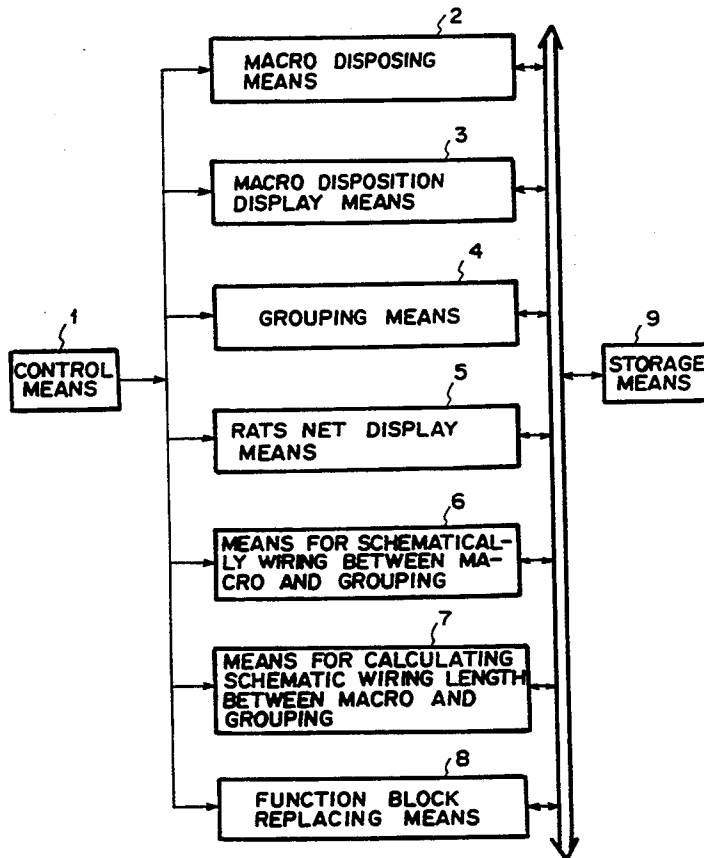 2
MACRO DISPOSING
MEANS
3
MACRO DISPOSITION
DISPLAY MEANS
4
GROUPING MEANS
1
CONTROL
MEANS
9
STORAGE
MEANS
5
RATS NET DISPLAY
MEANS
6
MEANS FOR SCHEMATICAL-
LY WIRING BETWEEN MA-
CRO AND GROUPING
7
MEANS FOR CALCULATING
SCHEMATIC WIRING LENGTH
BETWEEN MACRO AND
GROUPING
8
FUNCTION BLOCK
REPLACING MEANS